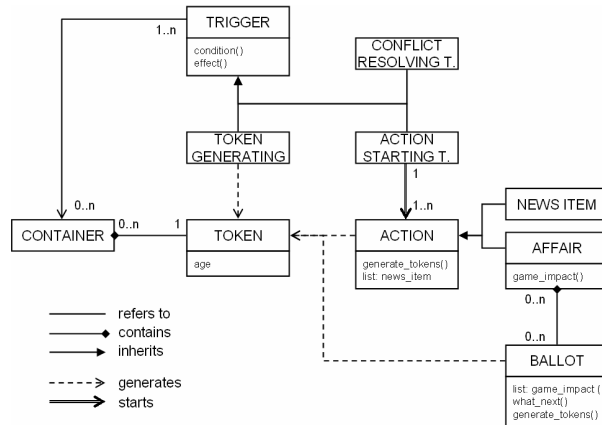 TRIGGER
condition()
effect()
1..n
CONFLICT
RESOLVING T.
TOKEN
GENERATING
ACTION
STARTING T.
1
1..n
0..n
CONTAINER
0..n
1
TOKEN
age
ACTION
generate_tokens()
list: news_item
NEWS ITEM
AFFAIR
game_impact()
0..n
0..n
BALLOT
list: game_impact (
what_next()
generate_tokens()
refers to
contains
inherits
generates
starts